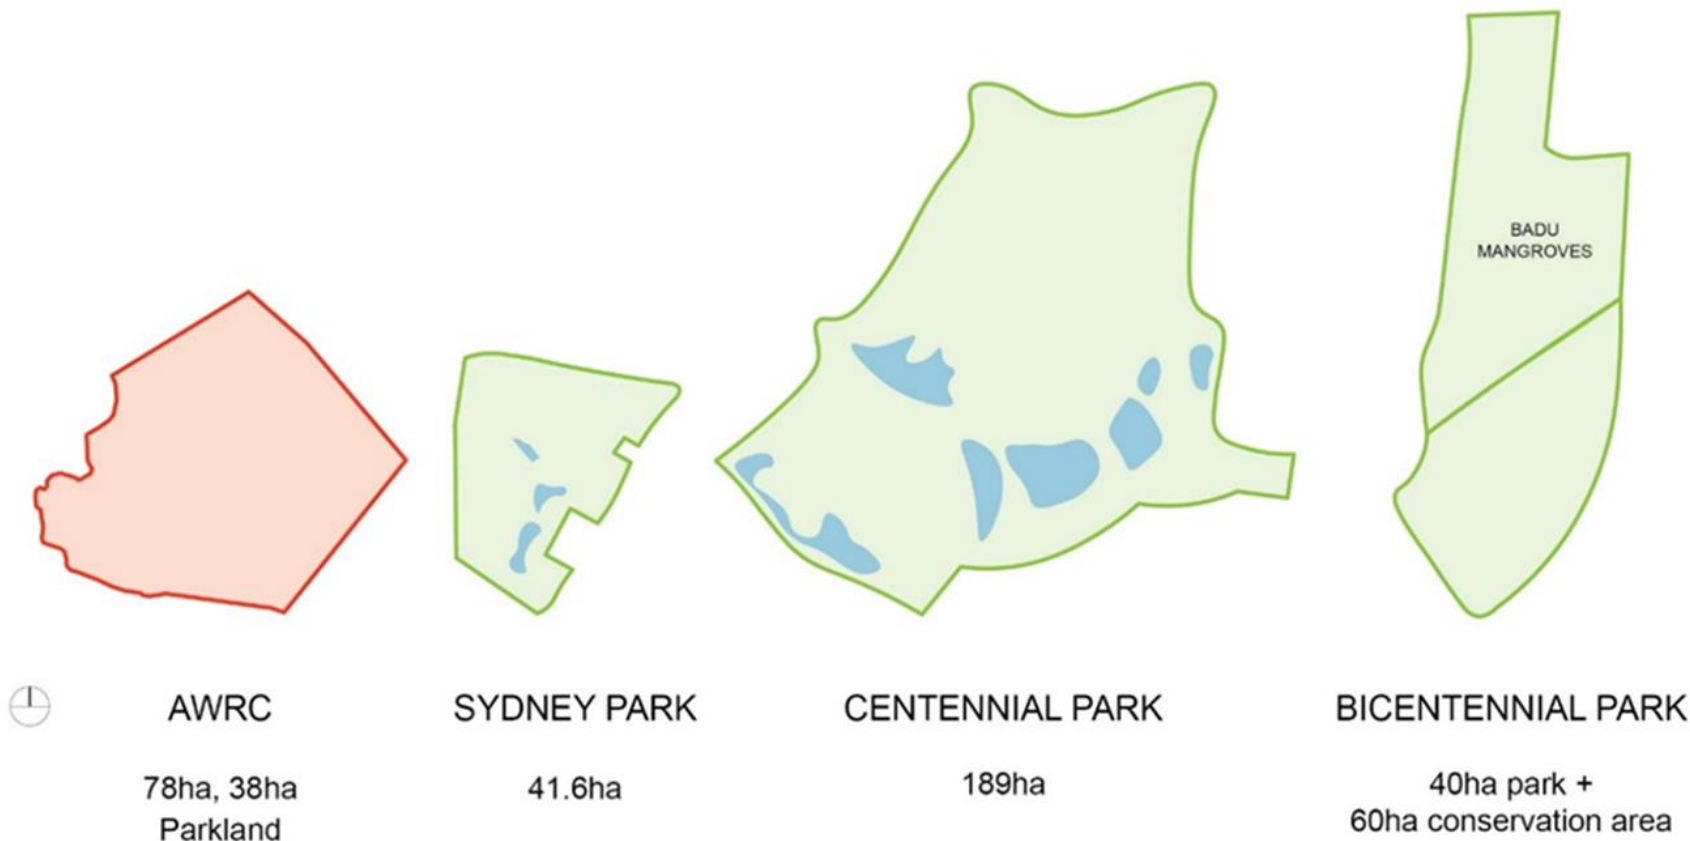 BADU
MANGROVES
AWRC
78ha, 38ha
Parkland
SYDNEY PARK
41.6ha
CENTENNIAL PARK
189ha
BICENTENNIAL PARK
40ha park +
60ha conservation area